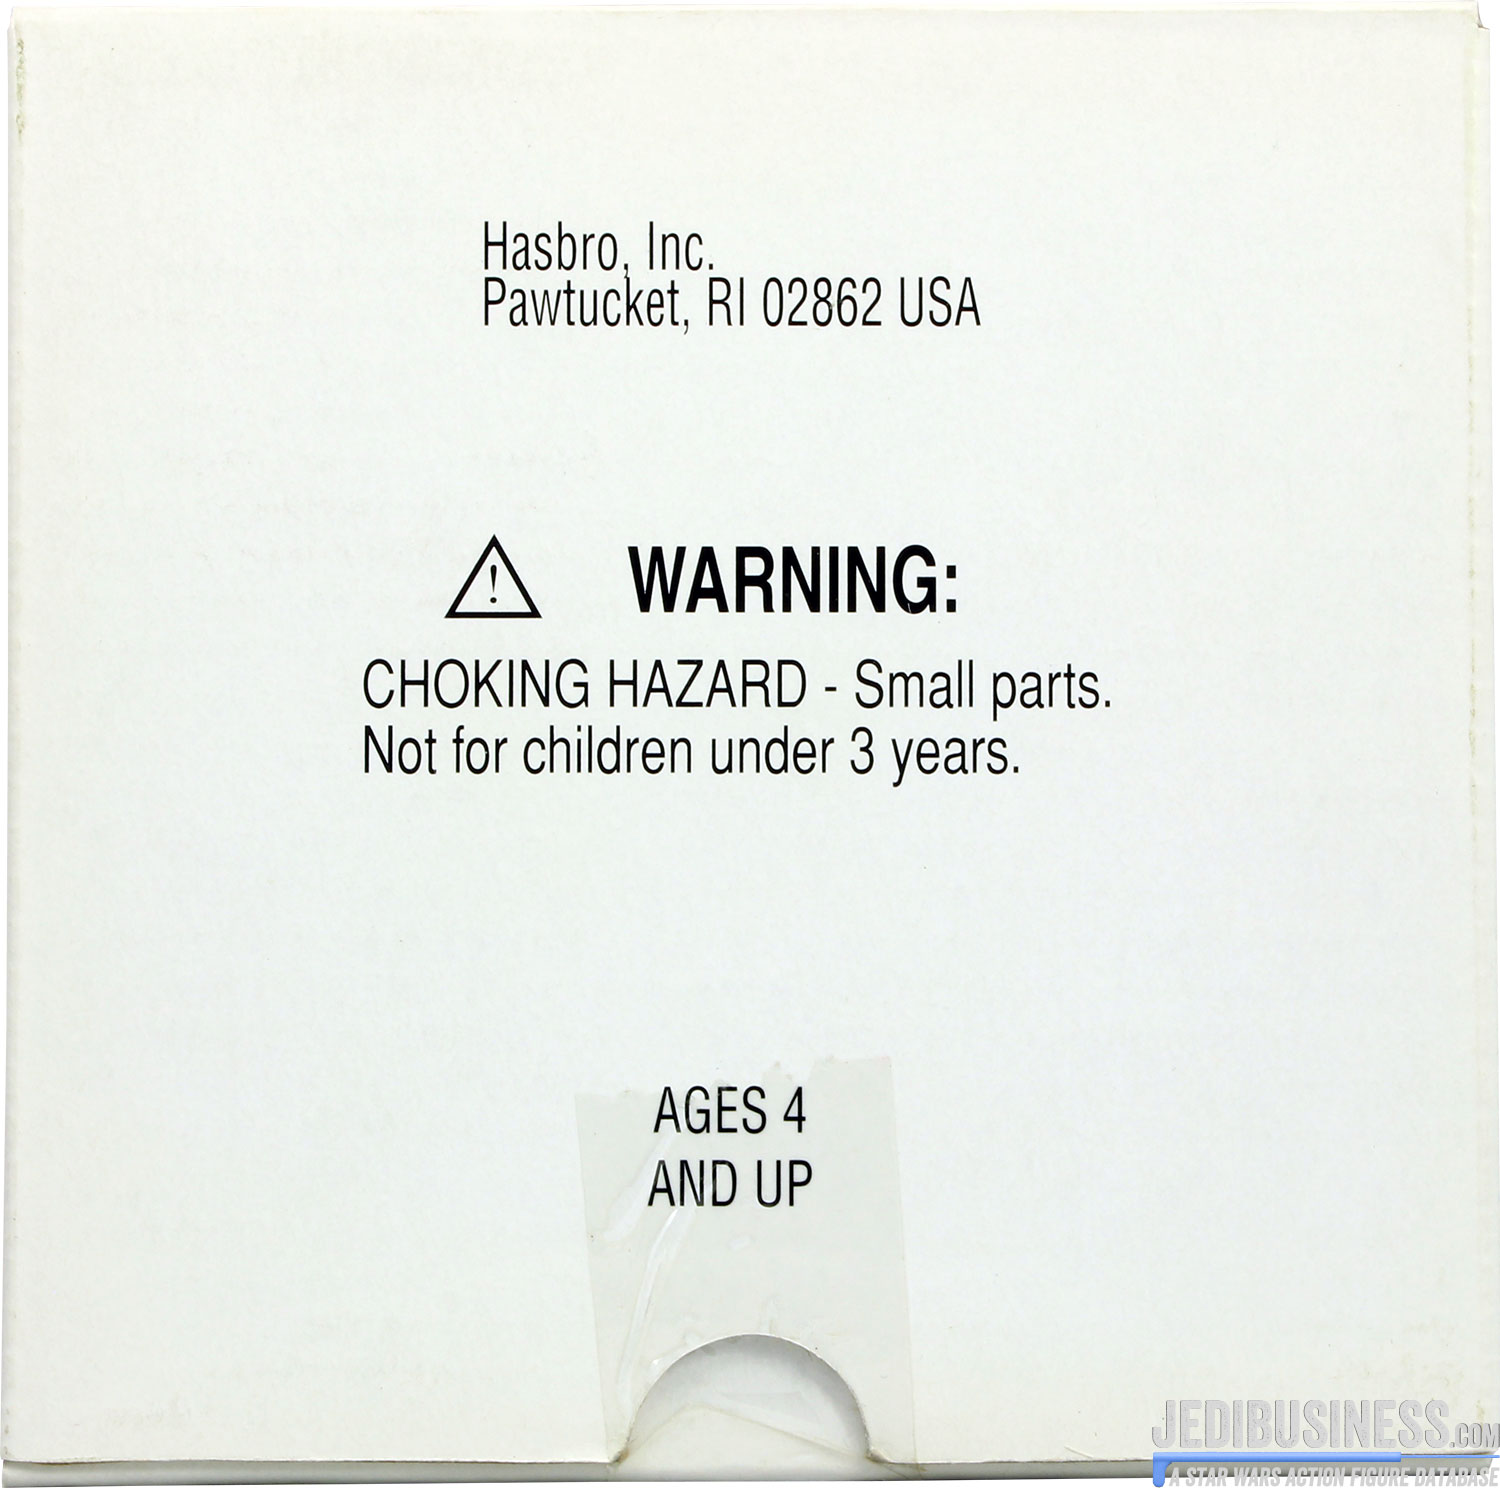 Hasbro, Inc.
Pawtucket, RI 02862 USA
! WARNING:
CHOKING HAZARD - Small parts.
Not for children under 3 years.
AGES 4
AND UP
JEDIBUSINESS.COM
A STAR WARS ACTION FIGURE DATABASE